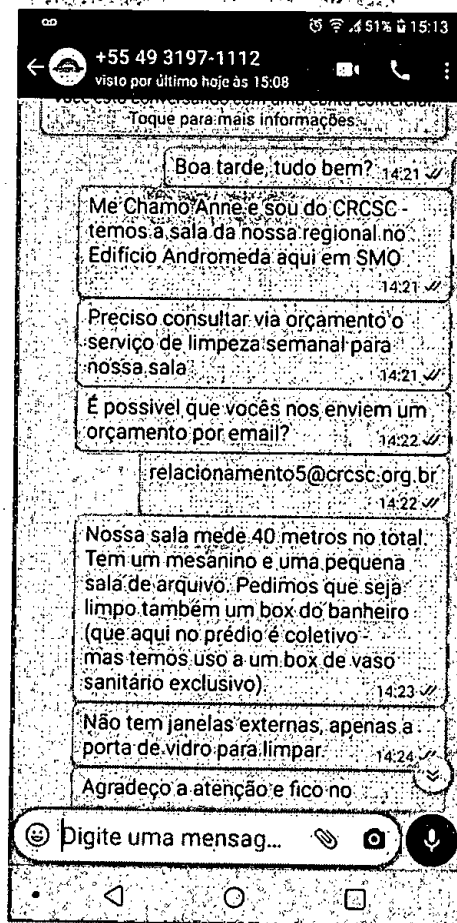 51% 15:13
+55 49 3197-1112
visto por último hoje às 15:08
Toque para mais informações.
Boa tarde, tudo bem? 14:21
Me Chamo Anne e sou do CRCSC -
temos a sala da nossa regional no
Edificio Andromeda aqui em SMO
14:21
Preciso consultar via orçamento o
serviço de limpeza semanal para
nossa sala 14:21
É possivel que vocês nos enviem um
orçamento por email? 14:22
relacionamento5@crcsc.org.br
14:22
Nossa sala mede 40 metros no total.
Tem um mesanino e uma pequena
sala de arquivo. Pedimos que seja
limpo também um box do banheiro
(que aqui no prédio é coletivo -
mas temos uso a um box de vaso
sanitário exclusivo). 14:23
Não tem janelas externas, apenas a
porta de vidro para limpar. 14:24
Agradeço a atenção e fico no
Digite uma mensag...